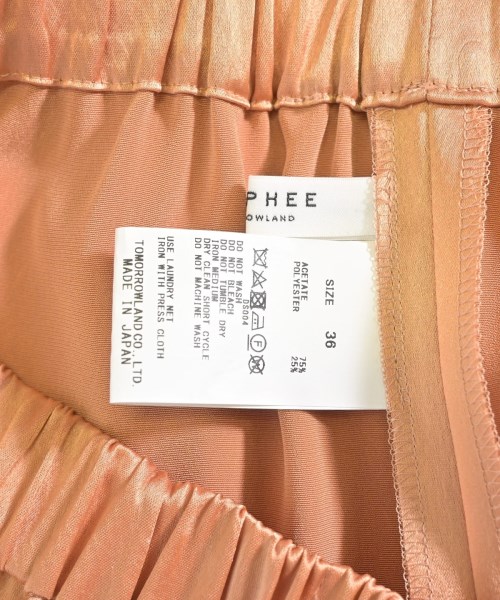 PHEE
ROWLAND
SIZE 36
ACETATE 75%
POLYESTER 25%
DS004
DO NOT WASH
DO NOT BLEACH
DO NOT TUMBLE DRY
IRON MEDIUM
DRY CLEAN SHORT CYCLE
DO NOT MACHINE WASH
USE LAUNDRY NET
IRON WITH PRESS CLOTH
TOMORROWLAND CO.,LTD.
MADE IN JAPAN